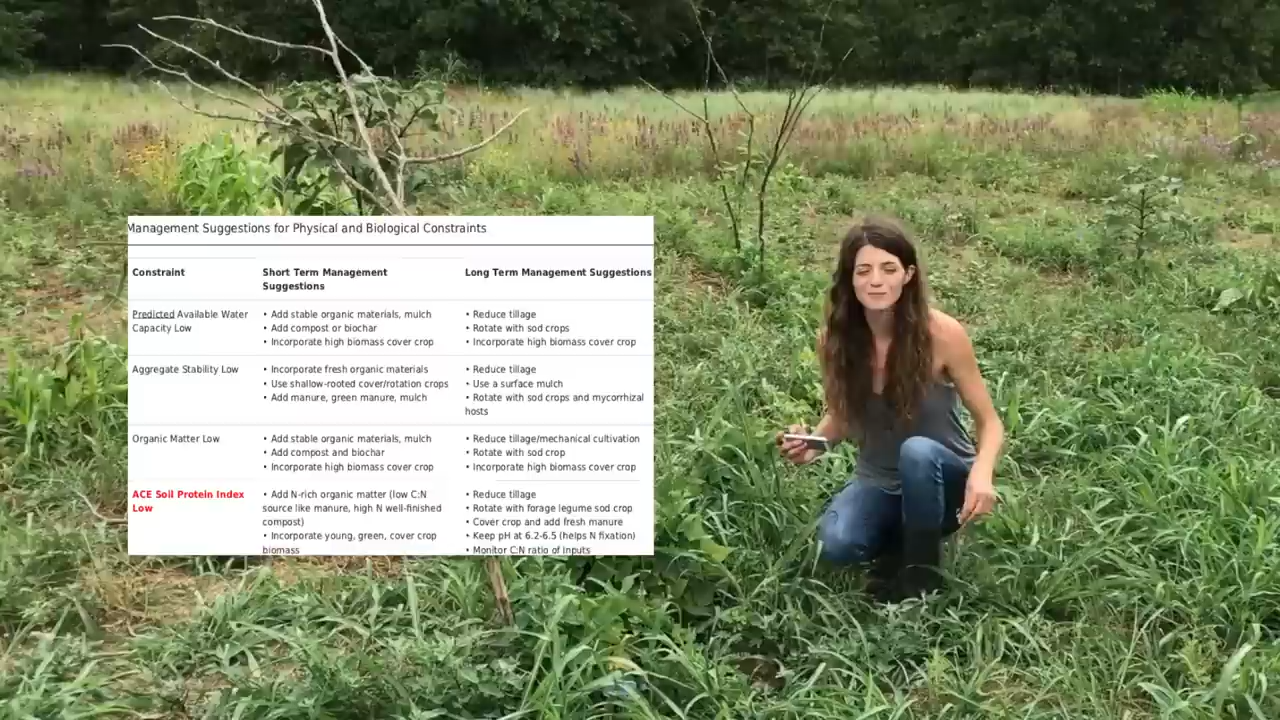 Management Suggestions for Physical and Biological Constraints
Constraint
Short Term Management
Suggestions
Long Term Management Suggestions
Predicted Available Water
Capacity Low
• Add stable organic materials, mulch
• Add compost or biochar
• Incorporate high biomass cover crop
• Reduce tillage
• Rotate with sod crops
• Incorporate high biomass cover crop
Aggregate Stability Low
• Incorporate fresh organic materials
• Use shallow-rooted cover/rotation crops
• Add manure, green manure, mulch
• Reduce tillage
• Use a surface mulch
• Rotate with sod crops and mycorrhizal
hosts
Organic Matter Low
• Add stable organic materials, mulch
• Add compost and biochar
• Incorporate high biomass cover crop
• Reduce tillage/mechanical cultivation
• Rotate with sod crop
• Incorporate high biomass cover crop
ACE Soil Protein Index
Low
• Add N-rich organic matter (low C:N
source like manure, high N well-finished
compost)
• Incorporate young, green, cover crop
biomass
• Reduce tillage
• Rotate with forage legume sod crop
• Cover crop and add fresh manure
• Keep pH at 6.2-6.5 (helps N fixation)
• Monitor C:N ratio of inputs